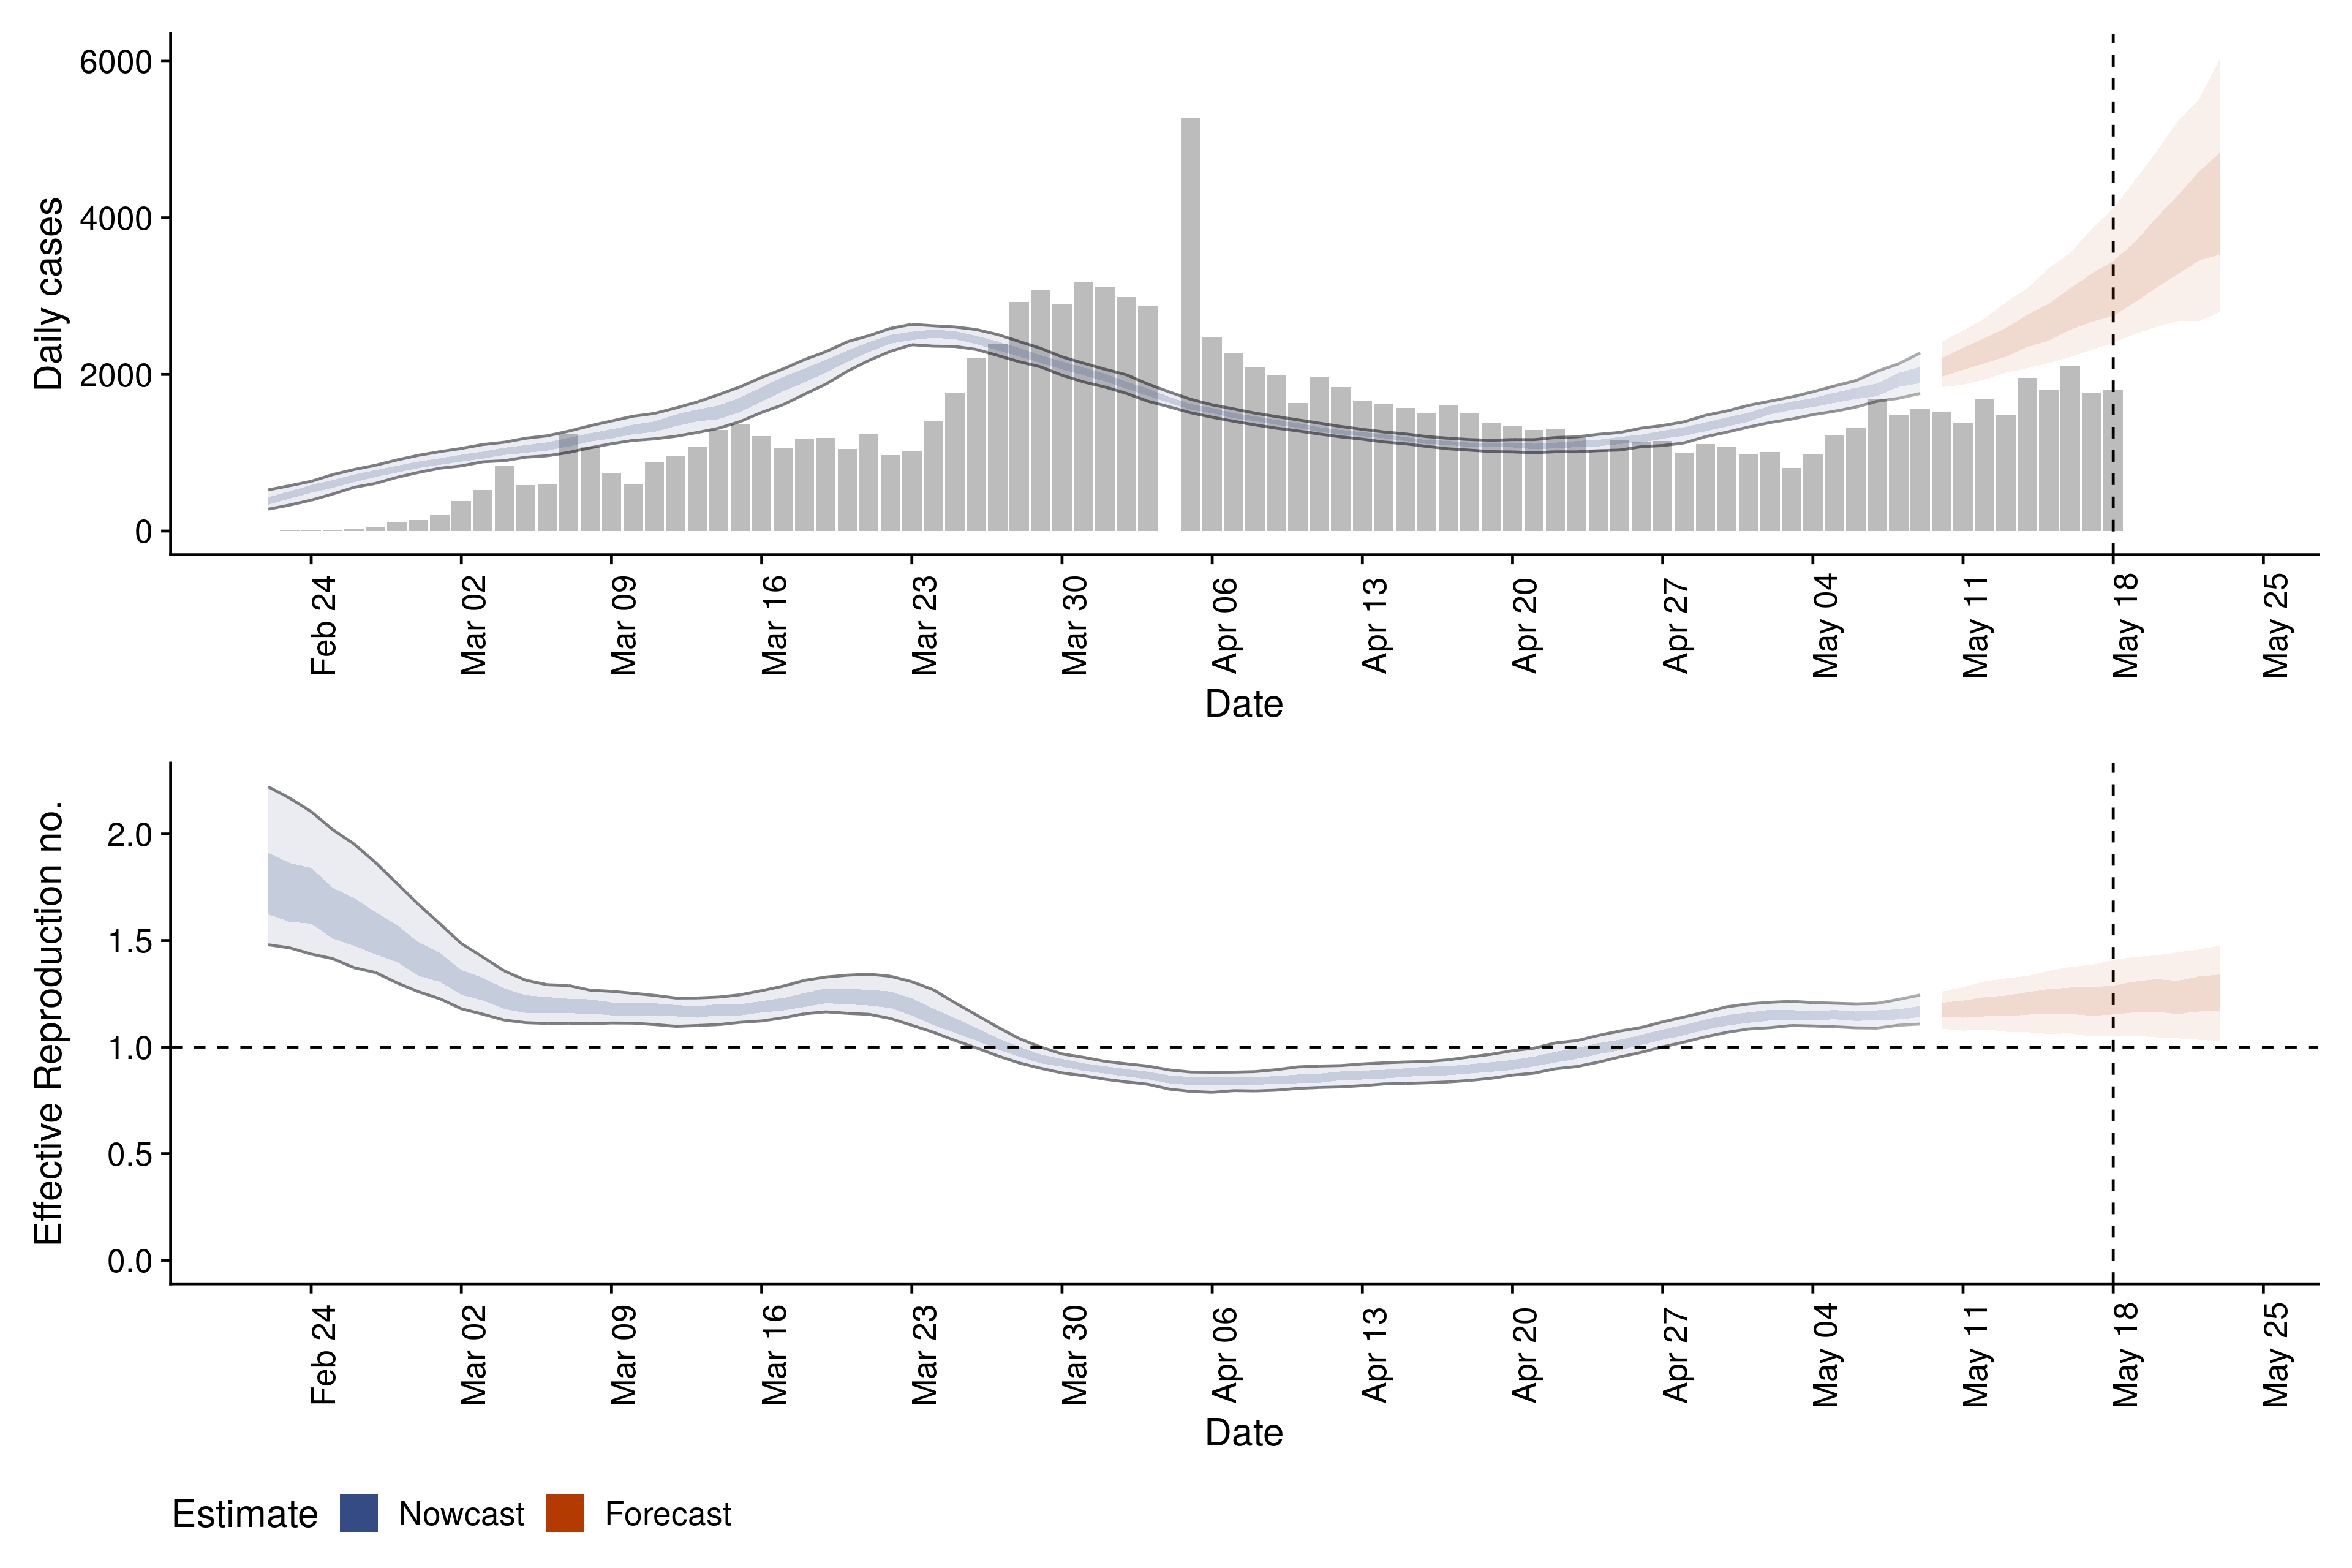 Daily cases
6000
4000
2000
0
Feb 24
Mar 02
Mar 09
Mar 16
Mar 23
Mar 30
Apr 06
Apr 13
Apr 20
Apr 27
May 04
May 11
May 18
May 25
Date
Effective Reproduction no.
2.0
1.5
1.0
0.5
0.0
Feb 24
Mar 02
Mar 09
Mar 16
Mar 23
Mar 30
Apr 06
Apr 13
Apr 20
Apr 27
May 04
May 11
May 18
May 25
Date
Estimate Nowcast Forecast